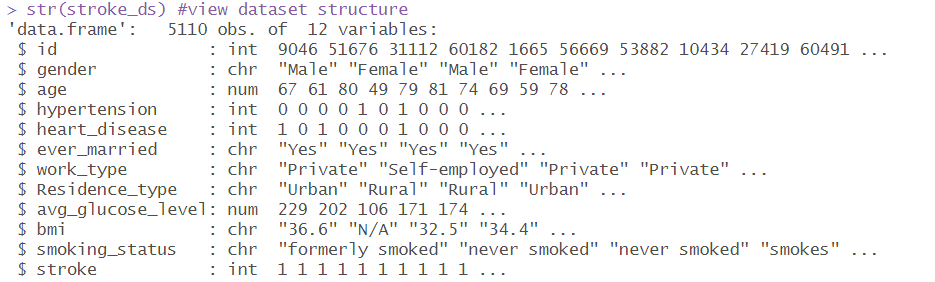 > str(stroke_ds) #view dataset structure
'data.frame':   5110 obs. of  12 variables:
 $ id               : int  9046 51676 31112 60182 1665 56669 53882 10434 27419 60491 ...
 $ gender           : chr  "Male" "Female" "Male" "Female" ...
 $ age              : num  67 61 80 49 79 81 74 69 59 78 ...
 $ hypertension     : int  0 0 0 0 1 0 1 0 0 0 ...
 $ heart_disease    : int  1 0 1 0 0 0 1 0 0 0 ...
 $ ever_married     : chr  "Yes" "Yes" "Yes" "Yes" ...
 $ work_type        : chr  "Private" "Self-employed" "Private" "Private" ...
 $ Residence_type   : chr  "Urban" "Rural" "Rural" "Urban" ...
 $ avg_glucose_level: num  229 202 106 171 174 ...
 $ bmi              : chr  "36.6" "N/A" "32.5" "34.4" ...
 $ smoking_status   : chr  "formerly smoked" "never smoked" "never smoked" "smokes" ...
 $ stroke           : int  1 1 1 1 1 1 1 1 1 1 ...